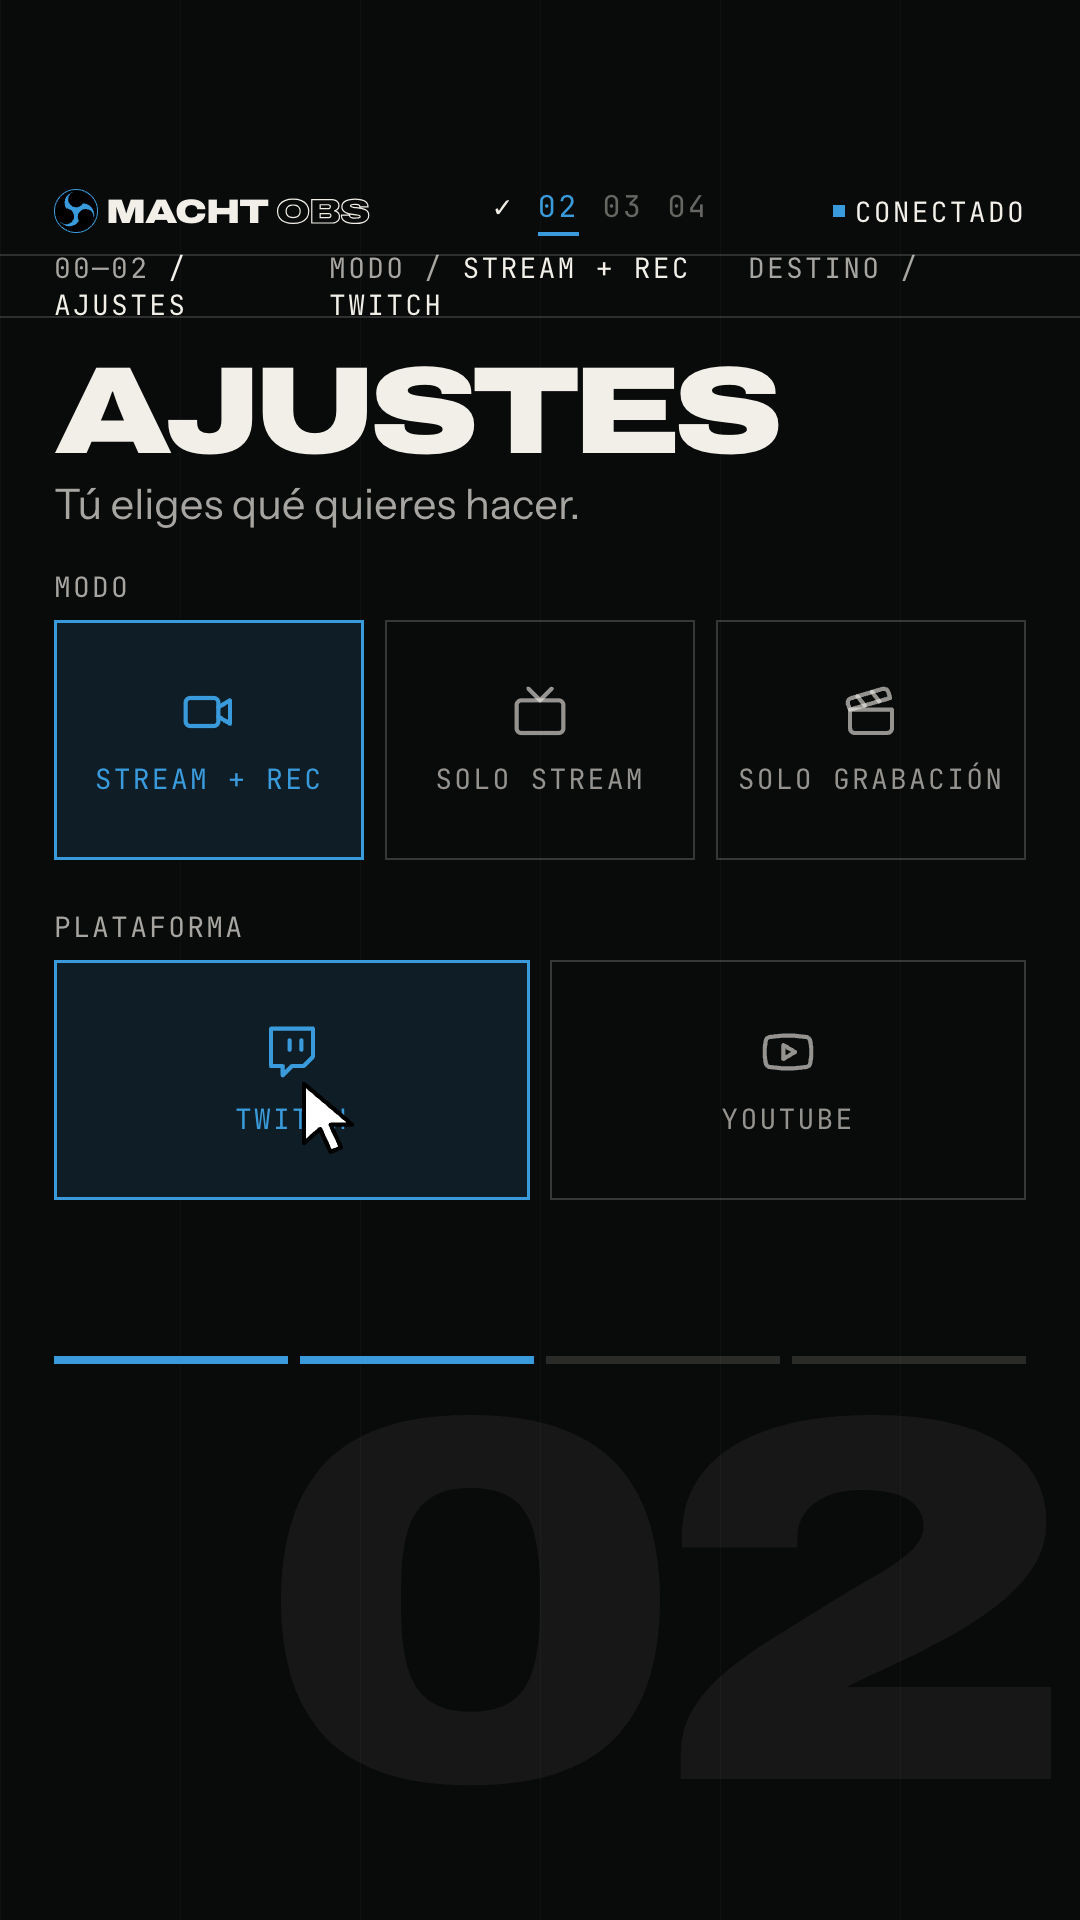 MACHT OBS
✓ 02 03 04
CONECTADO
00—02 / AJUSTES
MODO / STREAM + REC
DESTINO / TWITCH
AJUSTES
Tú eliges qué quieres hacer.
MODO
STREAM + REC
SOLO STREAM
SOLO GRABACIÓN
PLATAFORMA
YOUTUBE
02